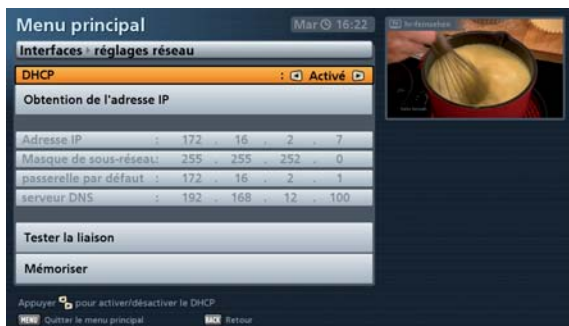 Menu principal
Mar 16:22
Interfaces › réglages réseau
DHCP : Activé
Obtention de l'adresse IP
Adresse IP : 172 . 16 . 2 . 7
Masque de sous-réseau: 255 . 255 . 252 . 0
passerelle par défaut : 172 . 16 . 2 . 1
serveur DNS : 192 . 168 . 12 . 100
Tester la liaison
Mémoriser
Appuyer pour activer/désactiver le DHCP
MENU Quitter le menu principal BACK Retour